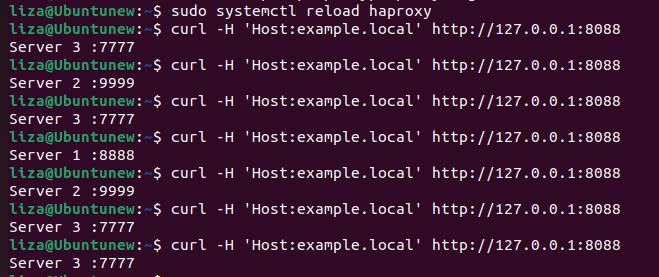 liza@Ubuntunew:~$ sudo systemctl reload haproxy
liza@Ubuntunew:~$ curl -H 'Host:example.local' http://127.0.0.1:8088
Server 3 :7777
liza@Ubuntunew:~$ curl -H 'Host:example.local' http://127.0.0.1:8088
Server 2 :9999
liza@Ubuntunew:~$ curl -H 'Host:example.local' http://127.0.0.1:8088
Server 3 :7777
liza@Ubuntunew:~$ curl -H 'Host:example.local' http://127.0.0.1:8088
Server 1 :8888
liza@Ubuntunew:~$ curl -H 'Host:example.local' http://127.0.0.1:8088
Server 2 :9999
liza@Ubuntunew:~$ curl -H 'Host:example.local' http://127.0.0.1:8088
Server 3 :7777
liza@Ubuntunew:~$ curl -H 'Host:example.local' http://127.0.0.1:8088
Server 3 :7777